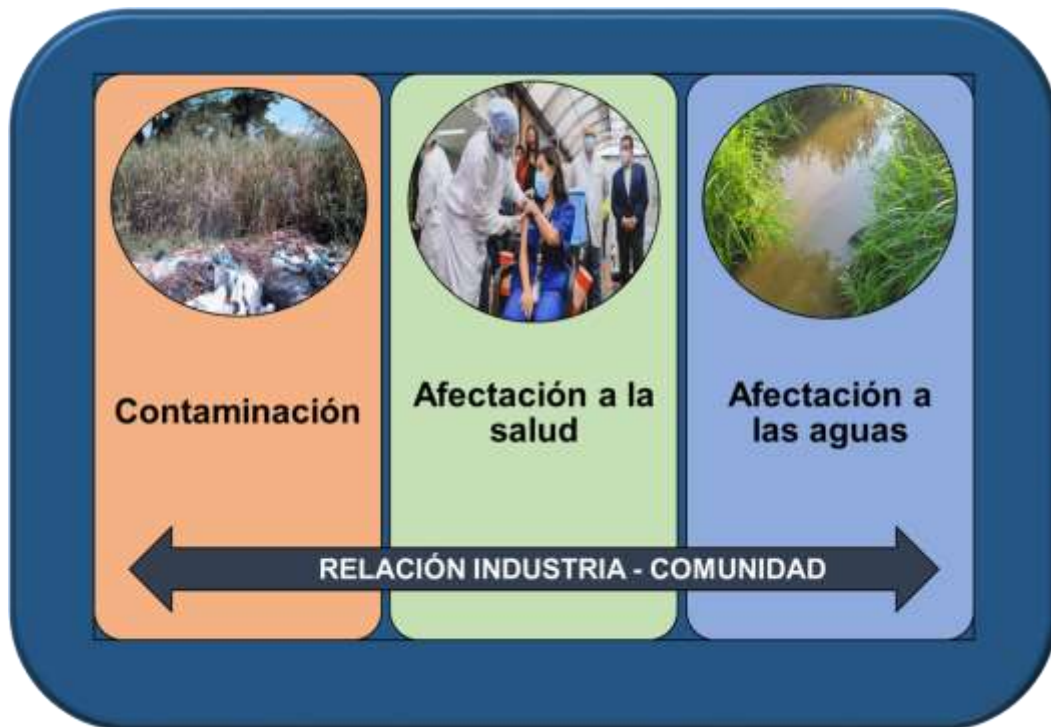 Contaminación
Afectación a la
salud
Afectación a
las aguas
RELACIÓN INDUSTRIA - COMUNIDAD